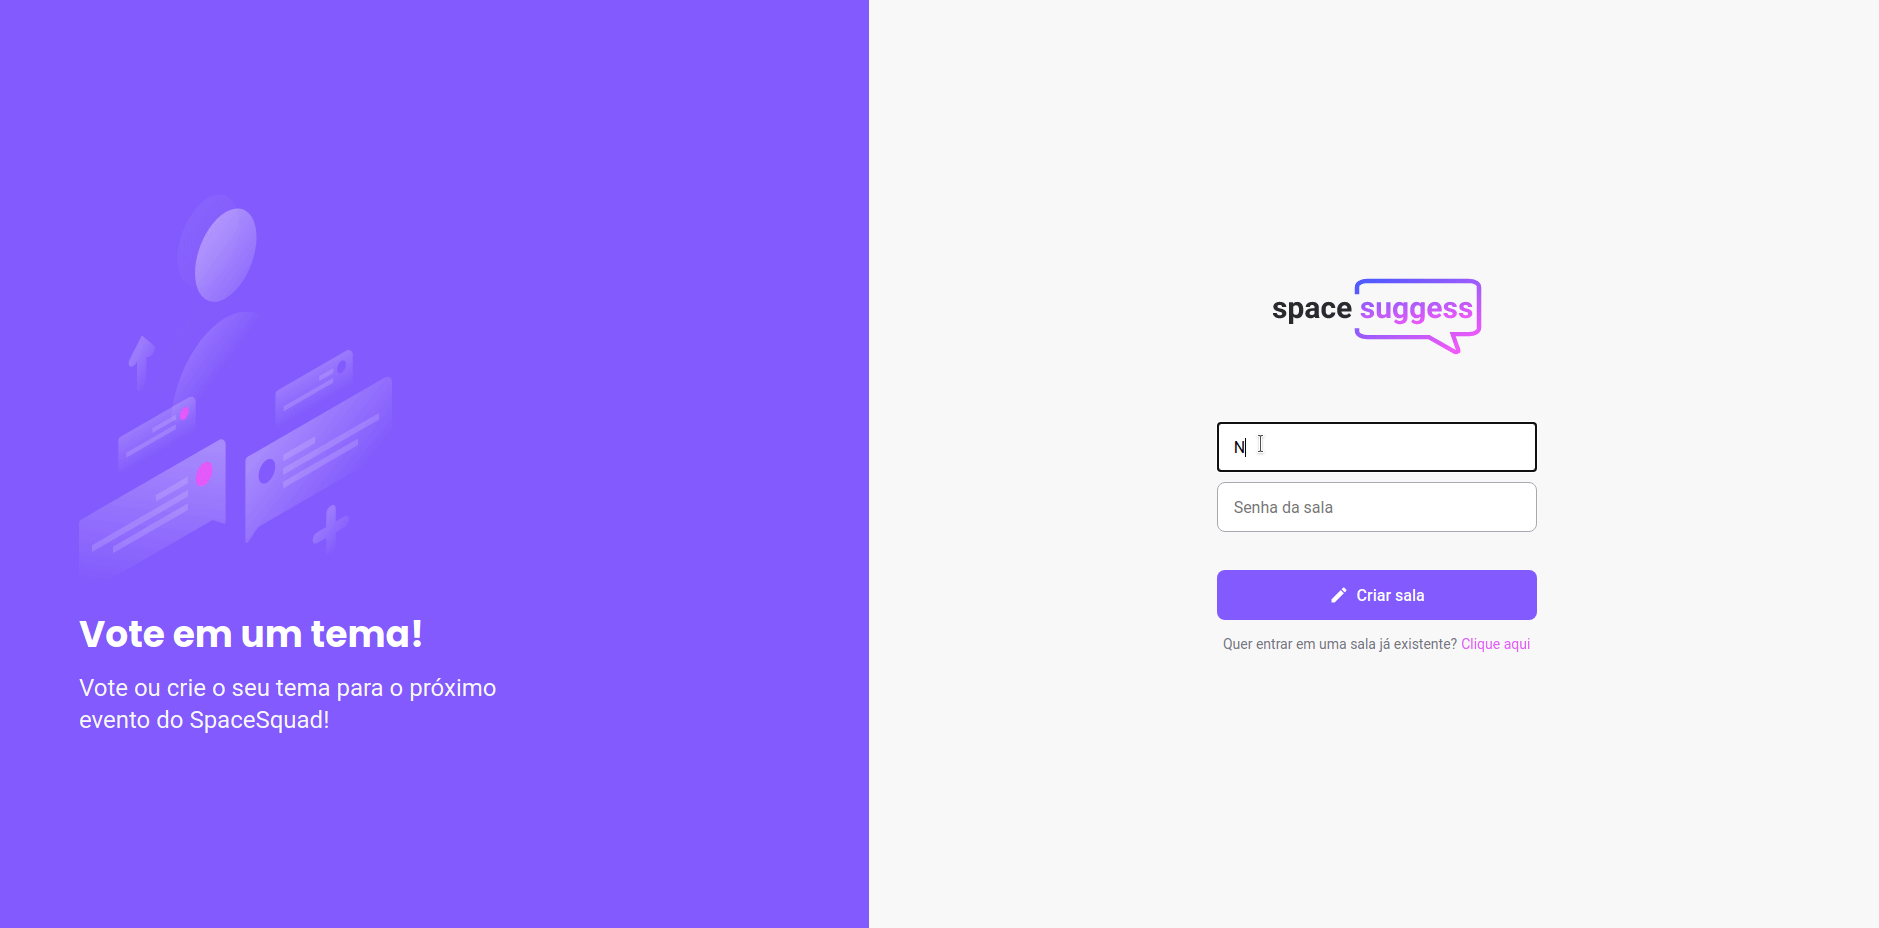 Vote em um tema!
Vote ou crie o seu tema para o próximo
evento do SpaceSquad!
space suggess
N
Senha da sala
Criar sala
Quer entrar em uma sala já existente? Clique aqui